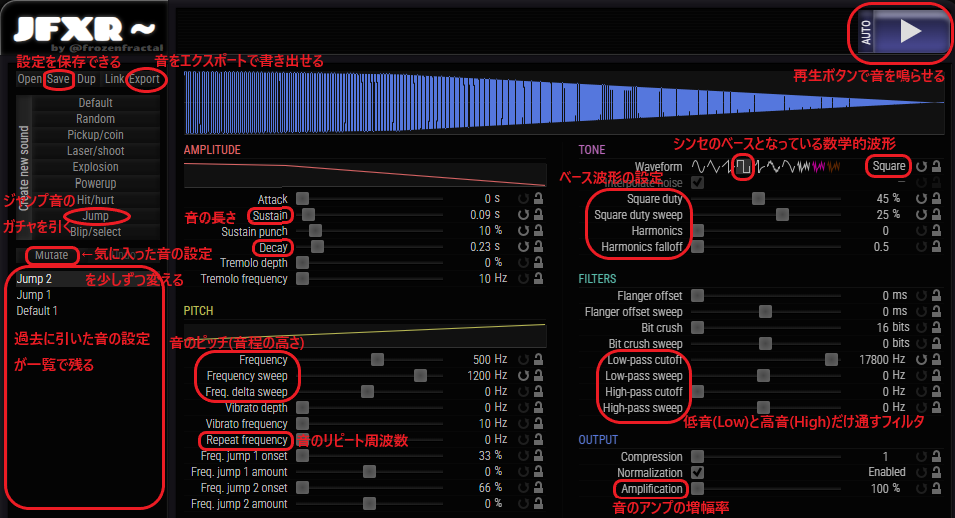 JFXR ~
by @frozenfractal
AUTO
設定を保存できる
音をエクスポートで書き出せる
再生ボタンで音を鳴らせる
Open Save Dup Link Export
Create new sound
Default
Random
Pickup/coin
Laser/shoot
Explosion
Powerup
Hit/hurt
Jump
Blip/select
ジャンプ音の
ガチャを引く
Mutate
←気に入った音の設定
を少しずつ変える
Jump 2
Jump 1
Default 1
過去に引いた音の設定
が一覧で残る
AMPLITUDE
Attack 0 s
音の長さ
Sustain 0.09 s
Sustain punch 10 %
Decay 0.23 s
Tremolo depth 0 %
Tremolo frequency 10 Hz
PITCH
音のピッチ(音程の高さ)
Frequency 500 Hz
Frequency sweep 1200 Hz
Freq. delta sweep 0 Hz
Vibrato depth 0 Hz
Vibrato frequency 10 Hz
Repeat frequency 0 Hz
音のリピート周波数
Freq. jump 1 onset 33 %
Freq. jump 1 amount 0 %
Freq. jump 2 onset 66 %
Freq. jump 2 amount 0 %
シンセのベースとなっている数学的波形
TONE
Waveform Square
ベース波形の設定
Interpolate noise
Square duty 45 %
Square duty sweep 25 %
Harmonics 0
Harmonics falloff 0.5
FILTERS
Flanger offset 0 ms
Flanger offset sweep 0 ms
Bit crush 16 bits
Bit crush sweep 0 bits
Low-pass cutoff 17800 Hz
Low-pass sweep 0 Hz
High-pass cutoff 0 Hz
High-pass sweep 0 Hz
低音(Low)と高音(High)だけ通すフィルタ
OUTPUT
Compression 1
Normalization Enabled
Amplification 100 %
音のアンプの増幅率